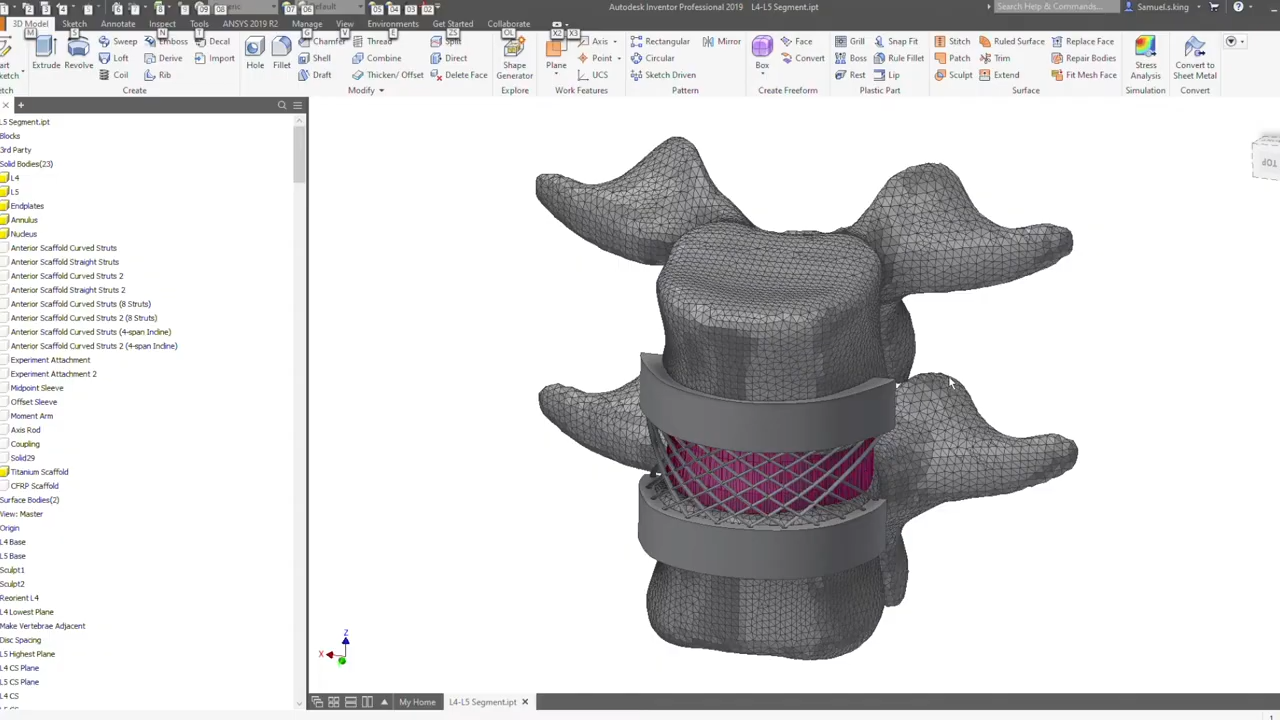 Autodesk Inventor Professional 2019 L4-L5 Segment.ipt
Search Help & Commands...
Samuel.s.king
3D Model Sketch Annotate Inspect Tools ANSYS 2019 R2 Manage View Environments Get Started Collaborate
Extrude
Revolve
Sweep
Loft
Coil
Emboss
Derive
Rib
Decal
Import
Create
Hole
Fillet
Chamfer
Shell
Draft
Thread
Combine
Thicken/ Offset
Split
Direct
Delete Face
Modify
Shape Generator
Explore
Plane
Axis
Point
UCS
Work Features
Rectangular
Circular
Sketch Driven
Mirror
Pattern
Box
Face
Convert
Create Freeform
Grill
Boss
Rest
Snap Fit
Rule Fillet
Lip
Plastic Part
Stitch
Patch
Sculpt
Ruled Surface
Trim
Extend
Replace Face
Repair Bodies
Fit Mesh Face
Surface
Stress Analysis
Simulation
Convert to Sheet Metal
Convert
L5 Segment.ipt
Blocks
3rd Party
Solid Bodies(23)
L4
L5
Endplates
Annulus
Nucleus
Anterior Scaffold Curved Struts
Anterior Scaffold Straight Struts
Anterior Scaffold Curved Struts 2
Anterior Scaffold Straight Struts 2
Anterior Scaffold Curved Struts (8 Struts)
Anterior Scaffold Curved Struts 2 (8 Struts)
Anterior Scaffold Curved Struts (4-span Incline)
Anterior Scaffold Curved Struts 2 (4-span Incline)
Experiment Attachment
Experiment Attachment 2
Midpoint Sleeve
Offset Sleeve
Moment Arm
Axis Rod
Coupling
Solid29
Titanium Scaffold
CFRP Scaffold
Surface Bodies(2)
View: Master
Origin
L4 Base
L5 Base
Sculpt1
Sculpt2
Reorient L4
L4 Lowest Plane
Make Vertebrae Adjacent
Disc Spacing
L5 Highest Plane
L4 CS Plane
L5 CS Plane
L4 CS
TOP
Z
X
My Home
L4-L5 Segment.ipt